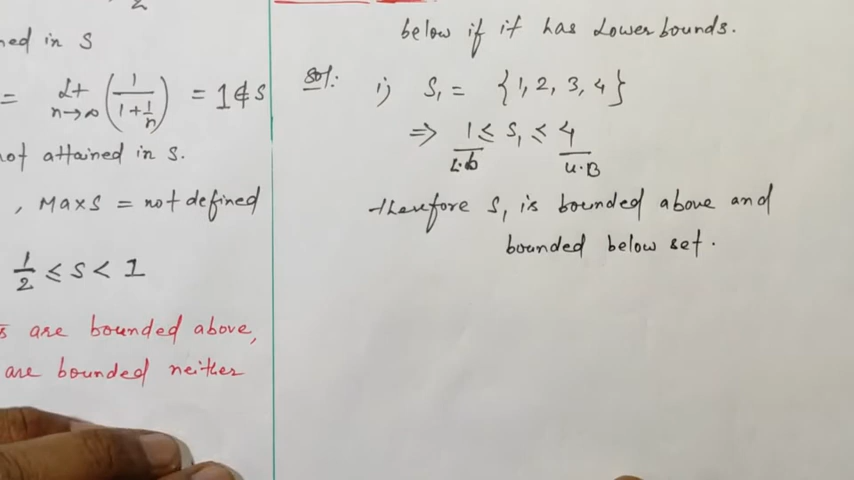 2
ned in S
= Lt n→∞ (1/(1+1/n)) = 1∉S
not attained in S.
, Max S = not defined
1/2 ≤ S < 1
s are bounded above,
are bounded neither
below if it has Lower bounds.
Sol:
i) S₁ = {1, 2, 3, 4}
⇒ 1 ≤ S₁ ≤ 4
L.b U.B
Therefore S₁ is bounded above and
bounded below set.